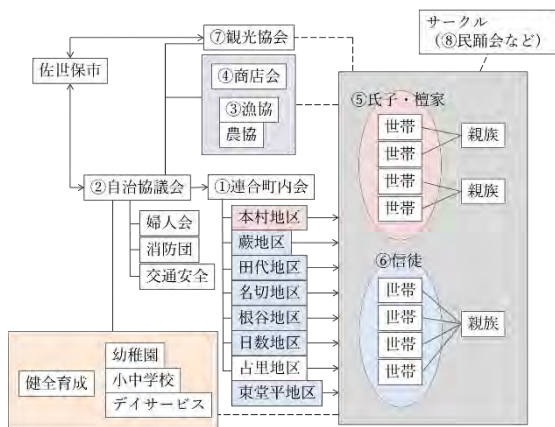 サークル
(⑧民踊会など)
⑦観光協会
佐世保市
④商店会
③漁協
農協
⑤氏子・檀家
世帯
世帯
世帯
世帯
親族
親族
②自治協議会
①連合町内会
婦人会
消防団
交通安全
本村地区
蕨地区
田代地区
名切地区
根谷地区
日数地区
占里地区
東堂平地区
⑥信徒
世帯
世帯
世帯
世帯
親族
健全育成
幼稚園
小中学校
デイサービス